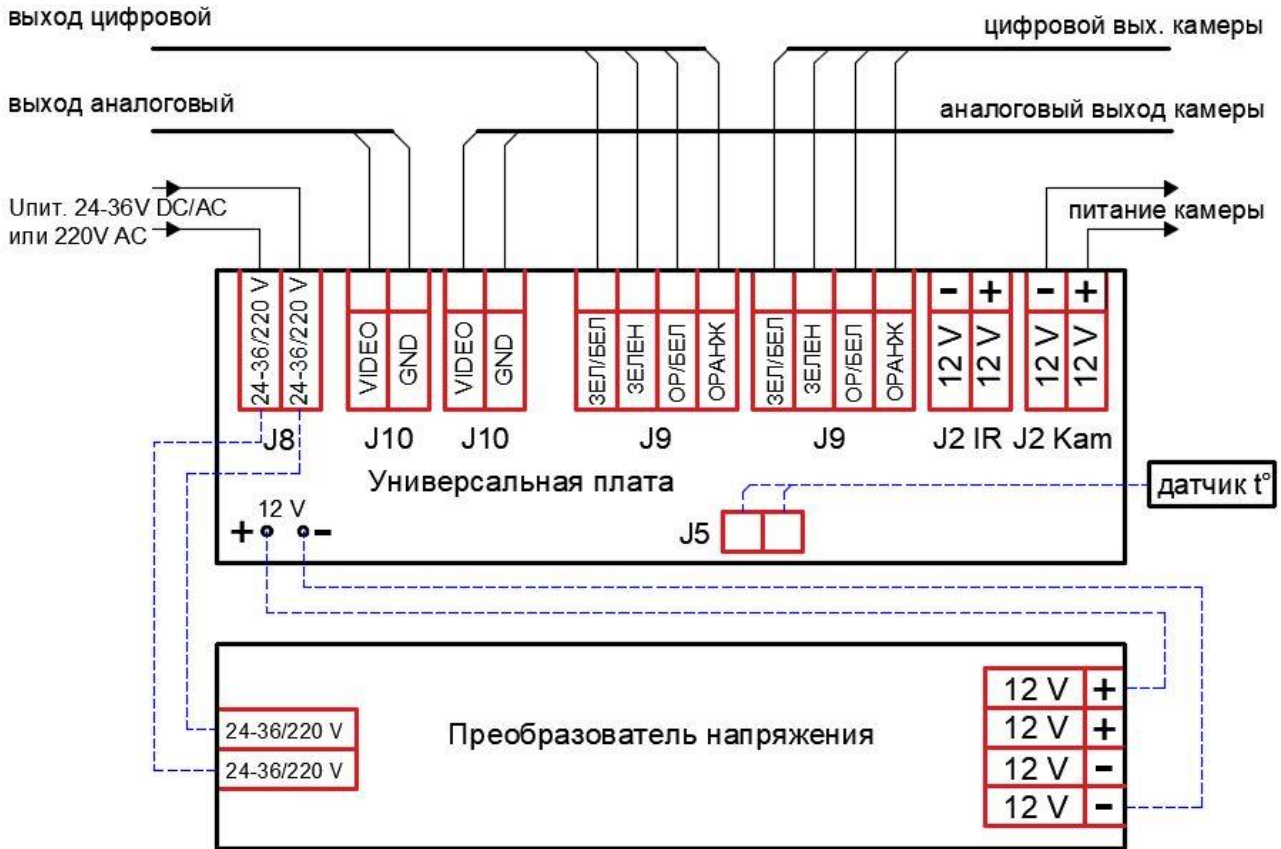 выход цифровой
цифровой вых. камеры
выход аналоговый
аналоговый выход камеры
Uпит. 24-36V DC/AC
или 220V AC
питание камеры
24-36/220 V
24-36/220 V
VIDEO
GND
VIDEO
GND
ЗЕЛ/БЕЛ
ЗЕЛЕН
ОР/БЕЛ
ОРАНЖ
ЗЕЛ/БЕЛ
ЗЕЛЕН
ОР/БЕЛ
ОРАНЖ
- + - +
12 V
12 V
12 V
12 V
J8 J10 J10 J9 J9 J2 IR J2 Kam
Универсальная плата
датчик t°
12 V
+ -
J5
12 V +
12 V +
12 V -
12 V -
24-36/220 V
24-36/220 V
Преобразователь напряжения